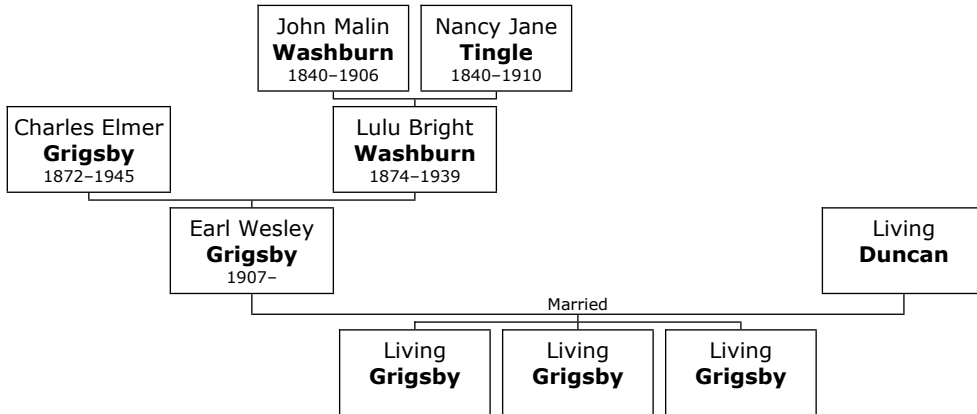 John Malin
Washburn
1840–1906
Nancy Jane
Tingle
1840–1910
Charles Elmer
Grigsby
1872–1945
Lulu Bright
Washburn
1874–1939
Earl Wesley
Grigsby
1907–
Living
Duncan
Married
Living
Grigsby
Living
Grigsby
Living
Grigsby